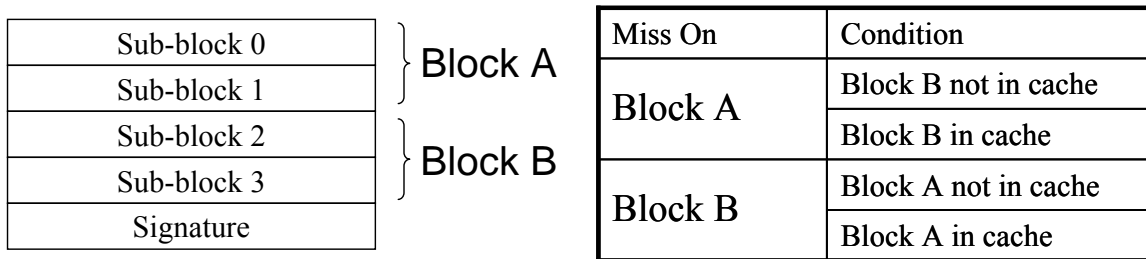 Sub-block 0
Sub-block 1
Sub-block 2
Sub-block 3
Signature
Block A
Block B
Miss On Condition
Block A
Block B not in cache
Block B in cache
Block B
Block A not in cache
Block A in cache